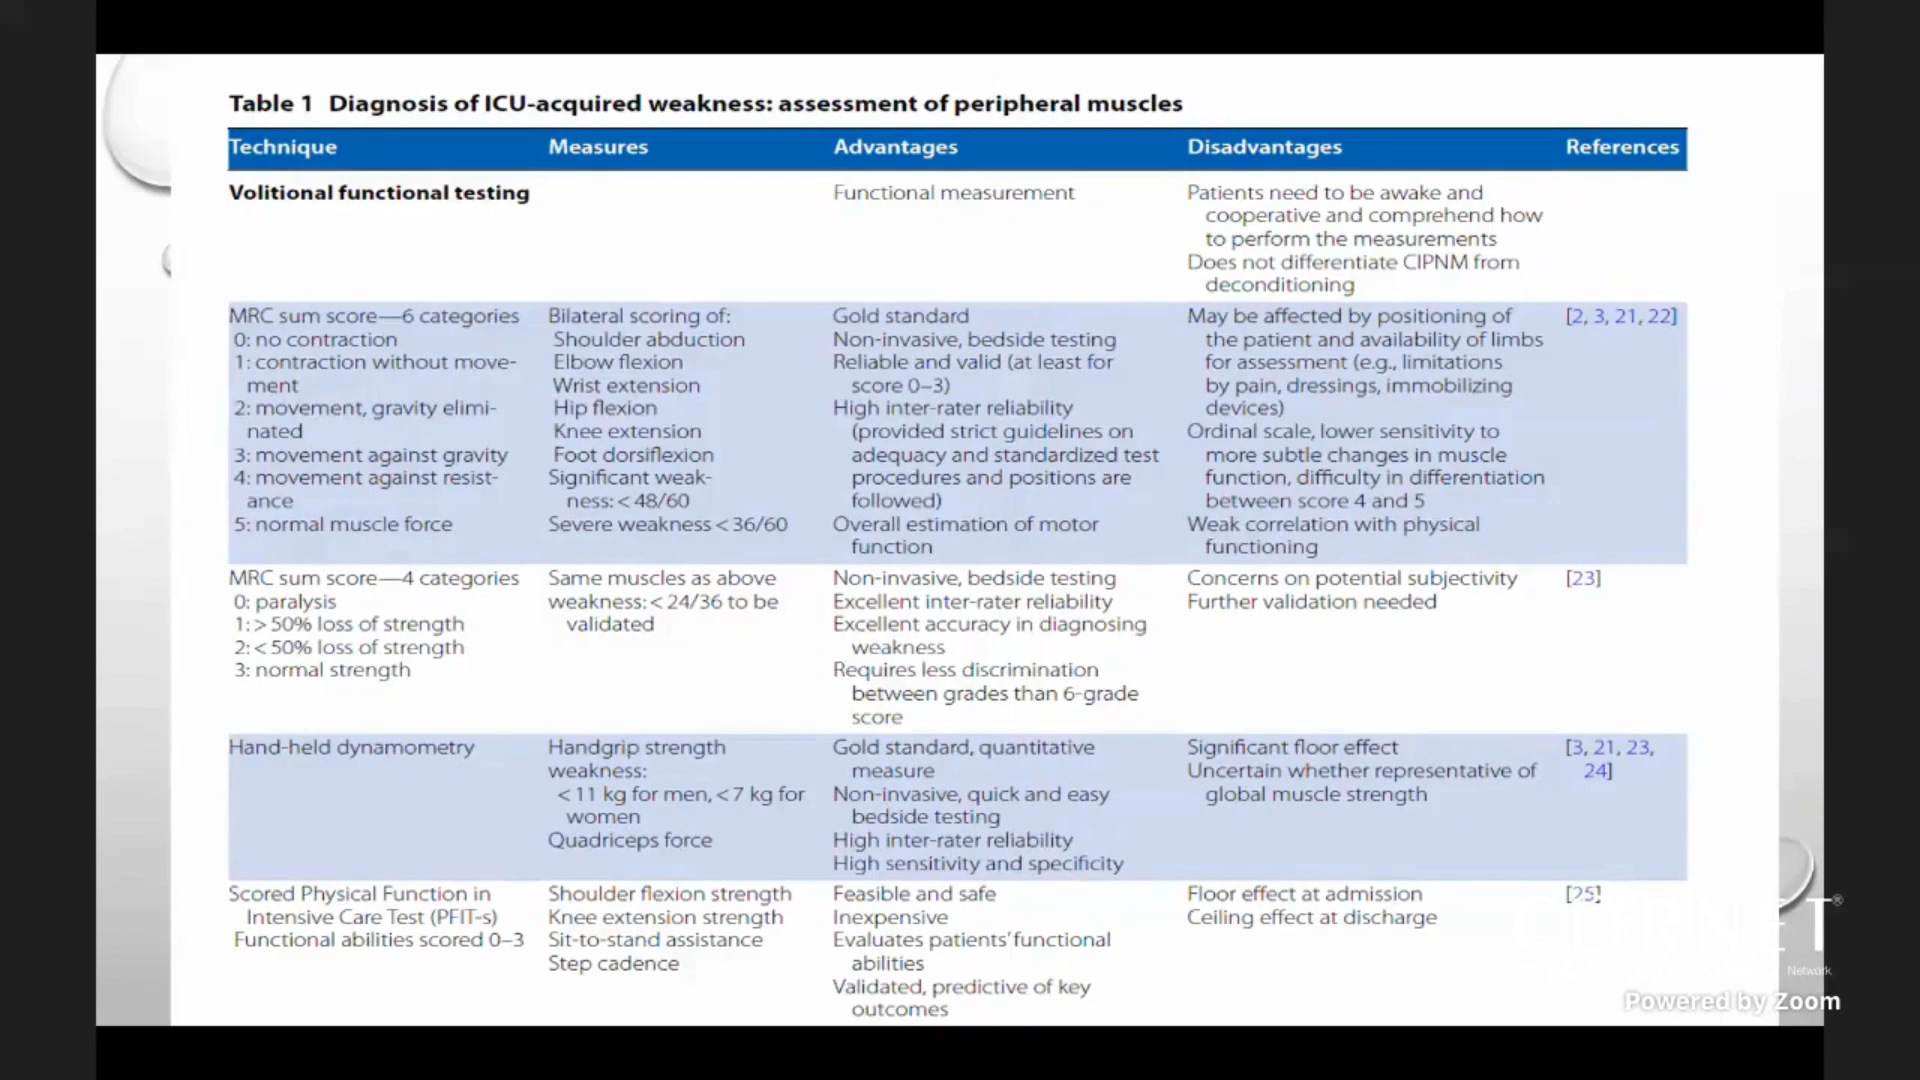 Table 1 Diagnosis of ICU-acquired weakness: assessment of peripheral muscles
Technique Measures Advantages Disadvantages References
Volitional functional testing
Functional measurement
Patients need to be awake and
cooperative and comprehend how
to perform the measurements
Does not differentiate CIPNM from
deconditioning
MRC sum score—6 categories
0: no contraction
1: contraction without move-
ment
2: movement, gravity elimi-
nated
3: movement against gravity
4: movement against resist-
ance
5: normal muscle force
Bilateral scoring of:
Shoulder abduction
Elbow flexion
Wrist extension
Hip flexion
Knee extension
Foot dorsiflexion
Significant weak-
ness: < 48/60
Severe weakness < 36/60
Gold standard
Non-invasive, bedside testing
Reliable and valid (at least for
score 0–3)
High inter-rater reliability
(provided strict guidelines on
adequacy and standardized test
procedures and positions are
followed)
Overall estimation of motor
function
May be affected by positioning of
the patient and availability of limbs
for assessment (e.g., limitations
by pain, dressings, immobilizing
devices)
Ordinal scale, lower sensitivity to
more subtle changes in muscle
function, difficulty in differentiation
between score 4 and 5
Weak correlation with physical
functioning
[2, 3, 21, 22]
MRC sum score—4 categories
0: paralysis
1: > 50% loss of strength
2: < 50% loss of strength
3: normal strength
Same muscles as above
weakness: < 24/36 to be
validated
Non-invasive, bedside testing
Excellent inter-rater reliability
Excellent accuracy in diagnosing
weakness
Requires less discrimination
between grades than 6-grade
score
Concerns on potential subjectivity
Further validation needed
[23]
Hand-held dynamometry
Handgrip strength
weakness:
< 11 kg for men, < 7 kg for
women
Quadriceps force
Gold standard, quantitative
measure
Non-invasive, quick and easy
bedside testing
High inter-rater reliability
High sensitivity and specificity
Significant floor effect
Uncertain whether representative of
global muscle strength
[3, 21, 23,
24]
Scored Physical Function in
Intensive Care Test (PFIT-s)
Functional abilities scored 0–3
Shoulder flexion strength
Knee extension strength
Sit-to-stand assistance
Step cadence
Feasible and safe
Inexpensive
Evaluates patients' functional
abilities
Validated, predictive of key
outcomes
Floor effect at admission
Ceiling effect at discharge
[25]
Network
Powered by Zoom